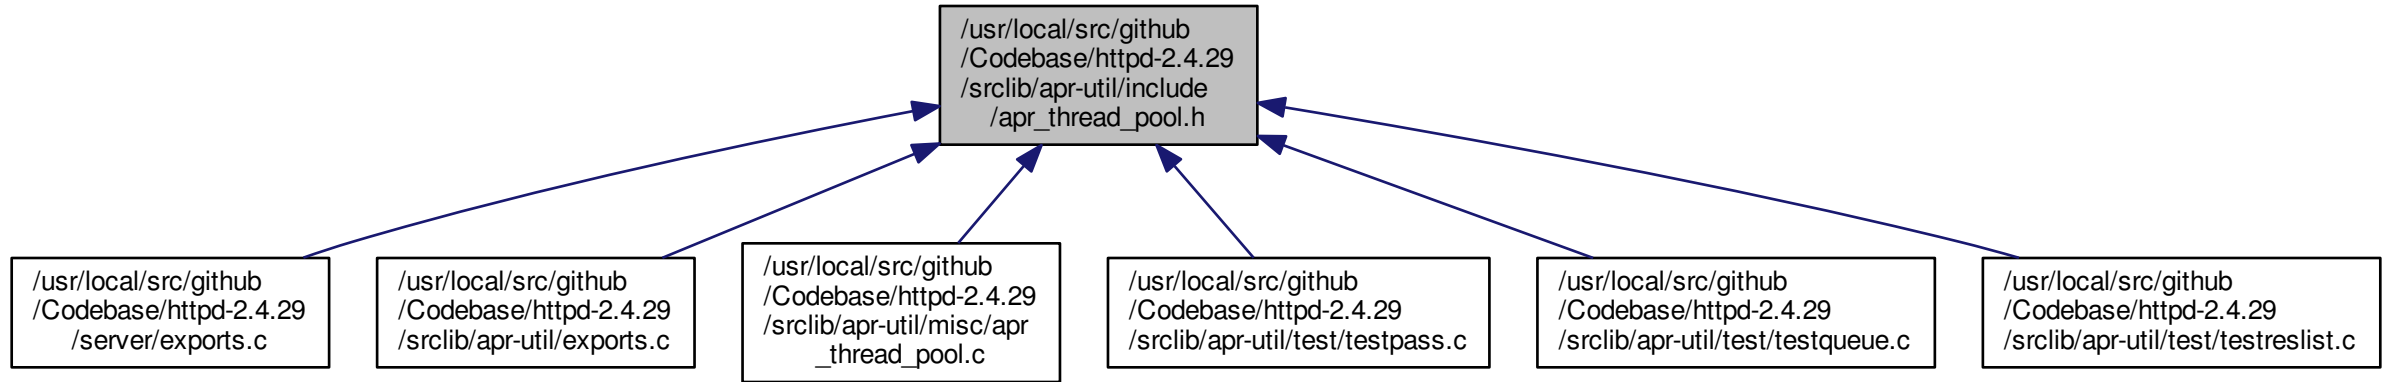 /usr/local/src/github
/Codebase/httpd-2.4.29
/srclib/apr-util/include
/apr_thread_pool.h
/usr/local/src/github
/Codebase/httpd-2.4.29
/server/exports.c
/usr/local/src/github
/Codebase/httpd-2.4.29
/srclib/apr-util/exports.c
/usr/local/src/github
/Codebase/httpd-2.4.29
/srclib/apr-util/misc/apr
_thread_pool.c
/usr/local/src/github
/Codebase/httpd-2.4.29
/srclib/apr-util/test/testpass.c
/usr/local/src/github
/Codebase/httpd-2.4.29
/srclib/apr-util/test/testqueue.c
/usr/local/src/github
/Codebase/httpd-2.4.29
/srclib/apr-util/test/testreslist.c